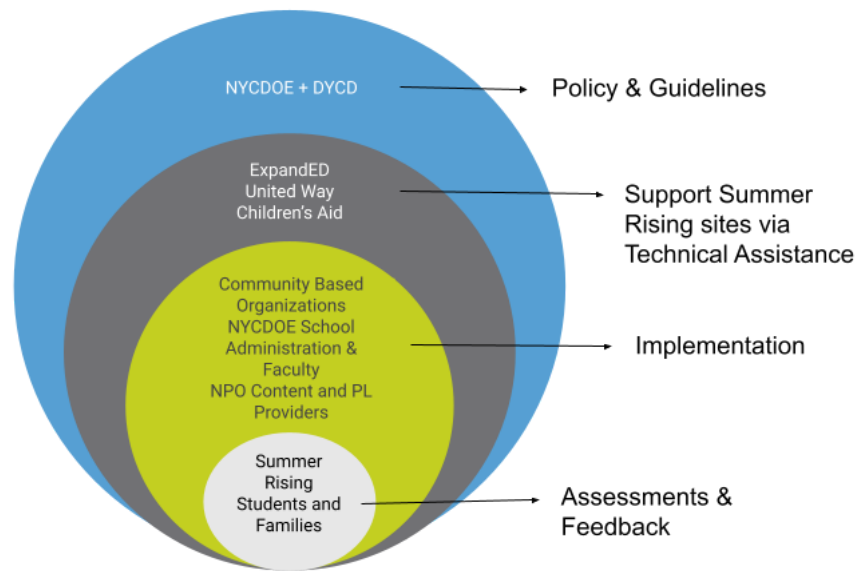 NYCDOE + DYCD
Policy & Guidelines
ExpandED
United Way
Children's Aid
Support Summer
Rising sites via
Technical Assistance
Community Based
Organizations
NYCDOE School
Administration &
Faculty
NPO Content and PL
Providers
Implementation
Summer
Rising
Students and
Families
Assessments &
Feedback